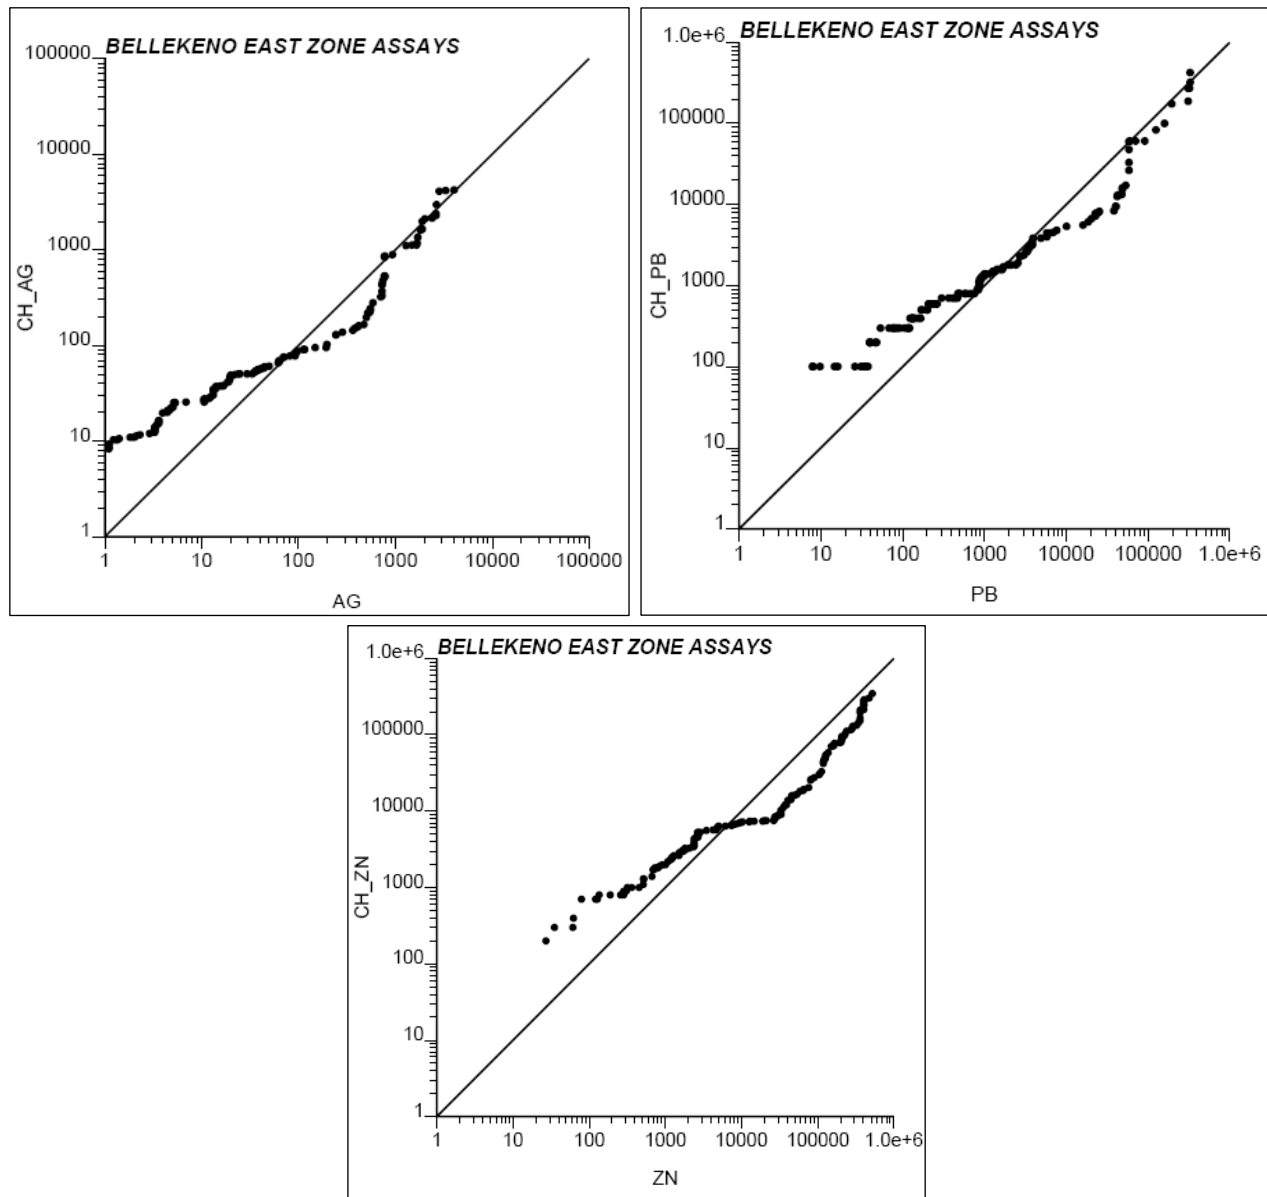 BELLEKENO EAST ZONE ASSAYS
100000
10000
1000
100
10
1
CH_AG
1 10 100 1000 10000 100000
AG
BELLEKENO EAST ZONE ASSAYS
1.0e+6
100000
10000
1000
100
10
1
CH_PB
1 10 100 1000 10000 100000 1.0e+6
PB
BELLEKENO EAST ZONE ASSAYS
1.0e+6
100000
10000
1000
100
10
1
CH_ZN
1 10 100 1000 10000 100000 1.0e+6
ZN